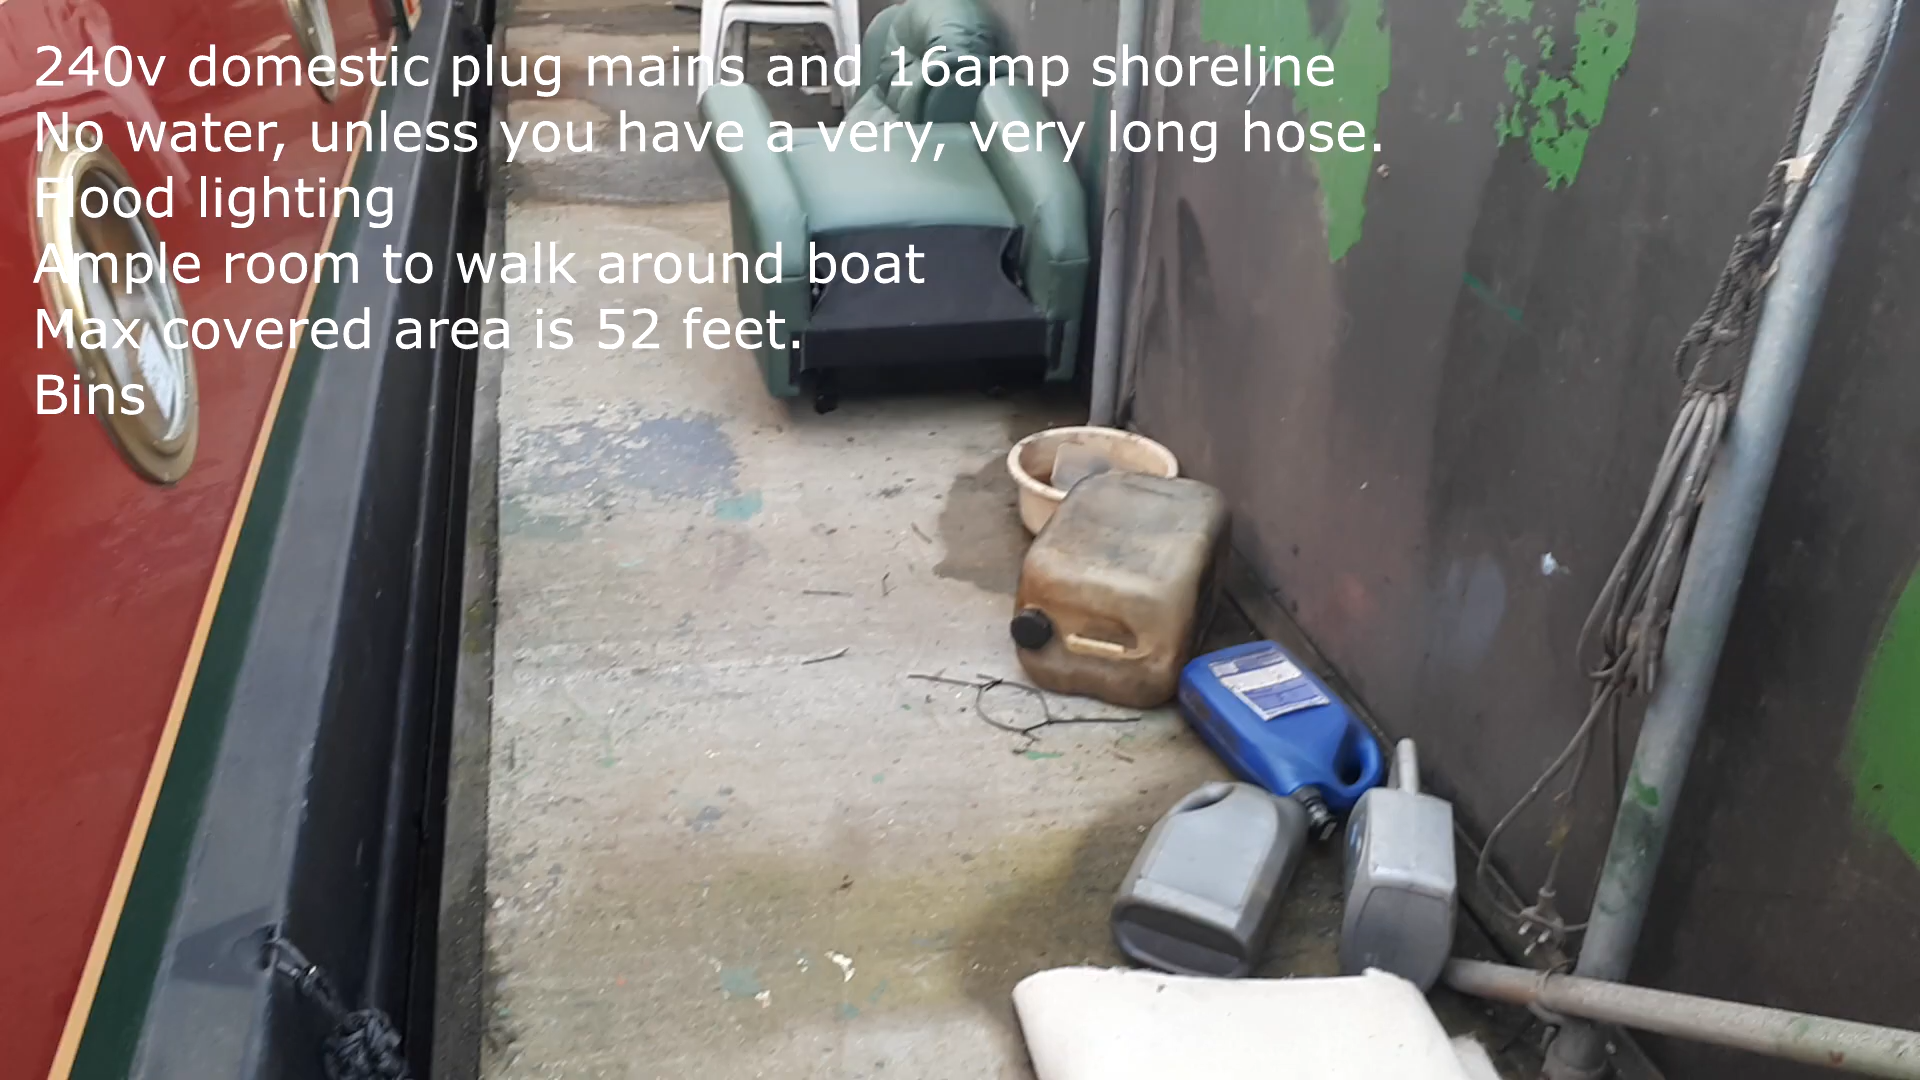 240v domestic plug mains and 16amp shoreline
No water, unless you have a very, very long hose.
Flood lighting
Ample room to walk around boat
Max covered area is 52 feet.
Bins